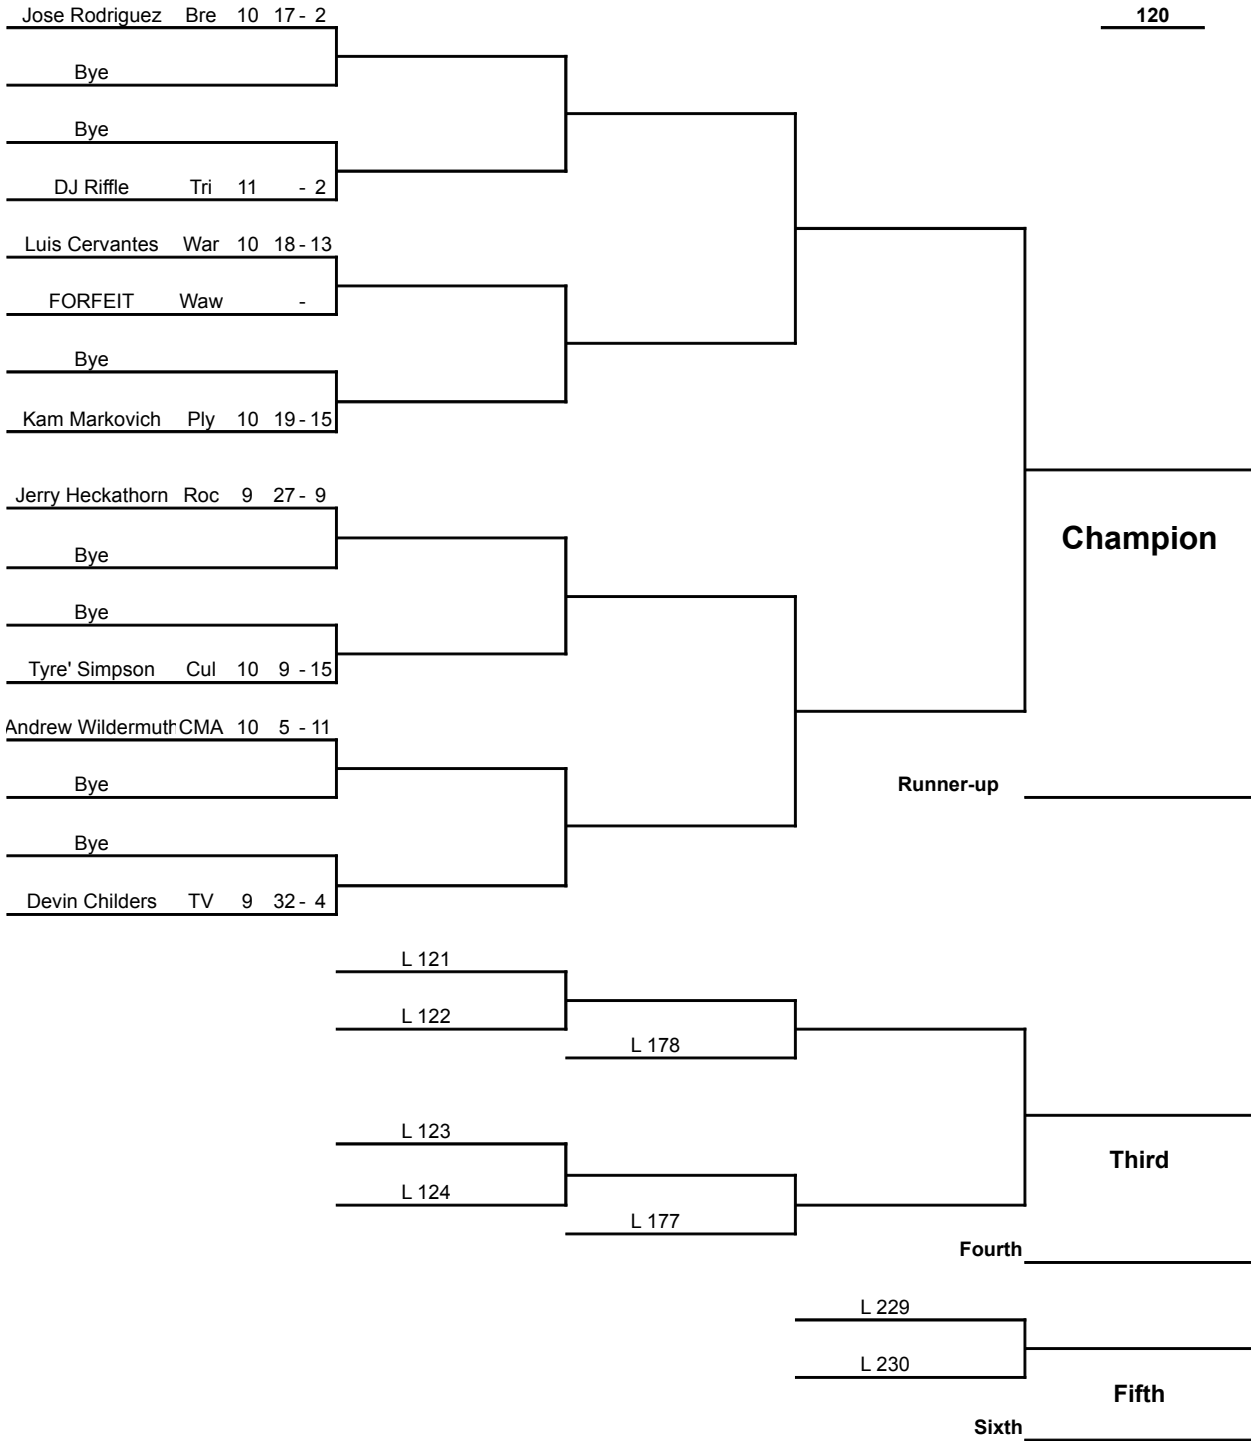 Jose Rodriguez Bre 10 17 - 2
120
Bye
Bye
DJ Riffle Tri 11 - 2
Luis Cervantes War 10 18 - 13
FORFEIT Waw -
Bye
Kam Markovich Ply 10 19 - 15
Jerry Heckathorn Roc 9 27 - 9
Champion
Bye
Bye
Tyre' Simpson Cul 10 9 - 15
Andrew Wildermuth CMA 10 5 - 11
Bye
Runner-up
Bye
Devin Childers TV 9 32 - 4
L 121
L 122
L 178
L 123
Third
L 124
L 177
Fourth
L 229
L 230
Fifth
Sixth